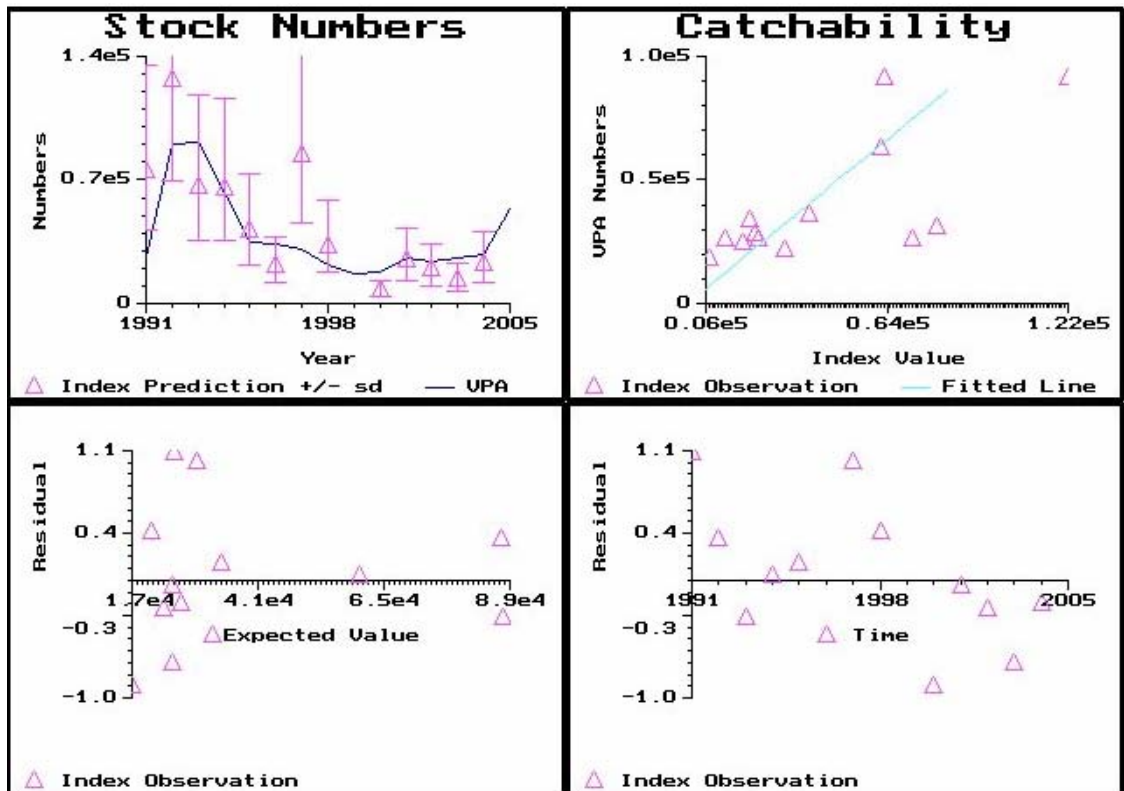 Stock Numbers
1.4e5
0.7e5
0
Numbers
1991 1998 2005
Year
Index Prediction +/- sd VPA
Catchability
1.0e5
0.5e5
0
VPA Numbers
0.06e5 0.64e5 1.22e5
Index Value
Index Observation Fitted Line
1.1
0.4
-0.3
-1.0
Residual
1.7e4 4.1e4 6.5e4 8.9e4
Expected Value
Index Observation
1.1
0.4
-0.3
-1.0
Residual
1991 1998 2005
Time
Index Observation